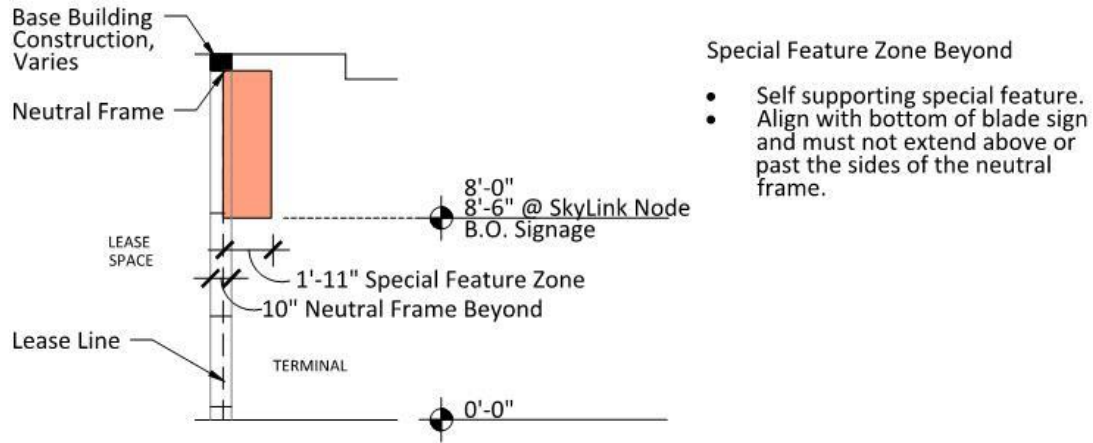 Base Building
Construction,
Varies
Neutral Frame
Special Feature Zone Beyond
• Self supporting special feature.
• Align with bottom of blade sign
and must not extend above or
past the sides of the neutral
frame.
8'-0"
8'-6" @ SkyLink Node
B.O. Signage
LEASE
SPACE
1'-11" Special Feature Zone
10" Neutral Frame Beyond
Lease Line
TERMINAL
0'-0"